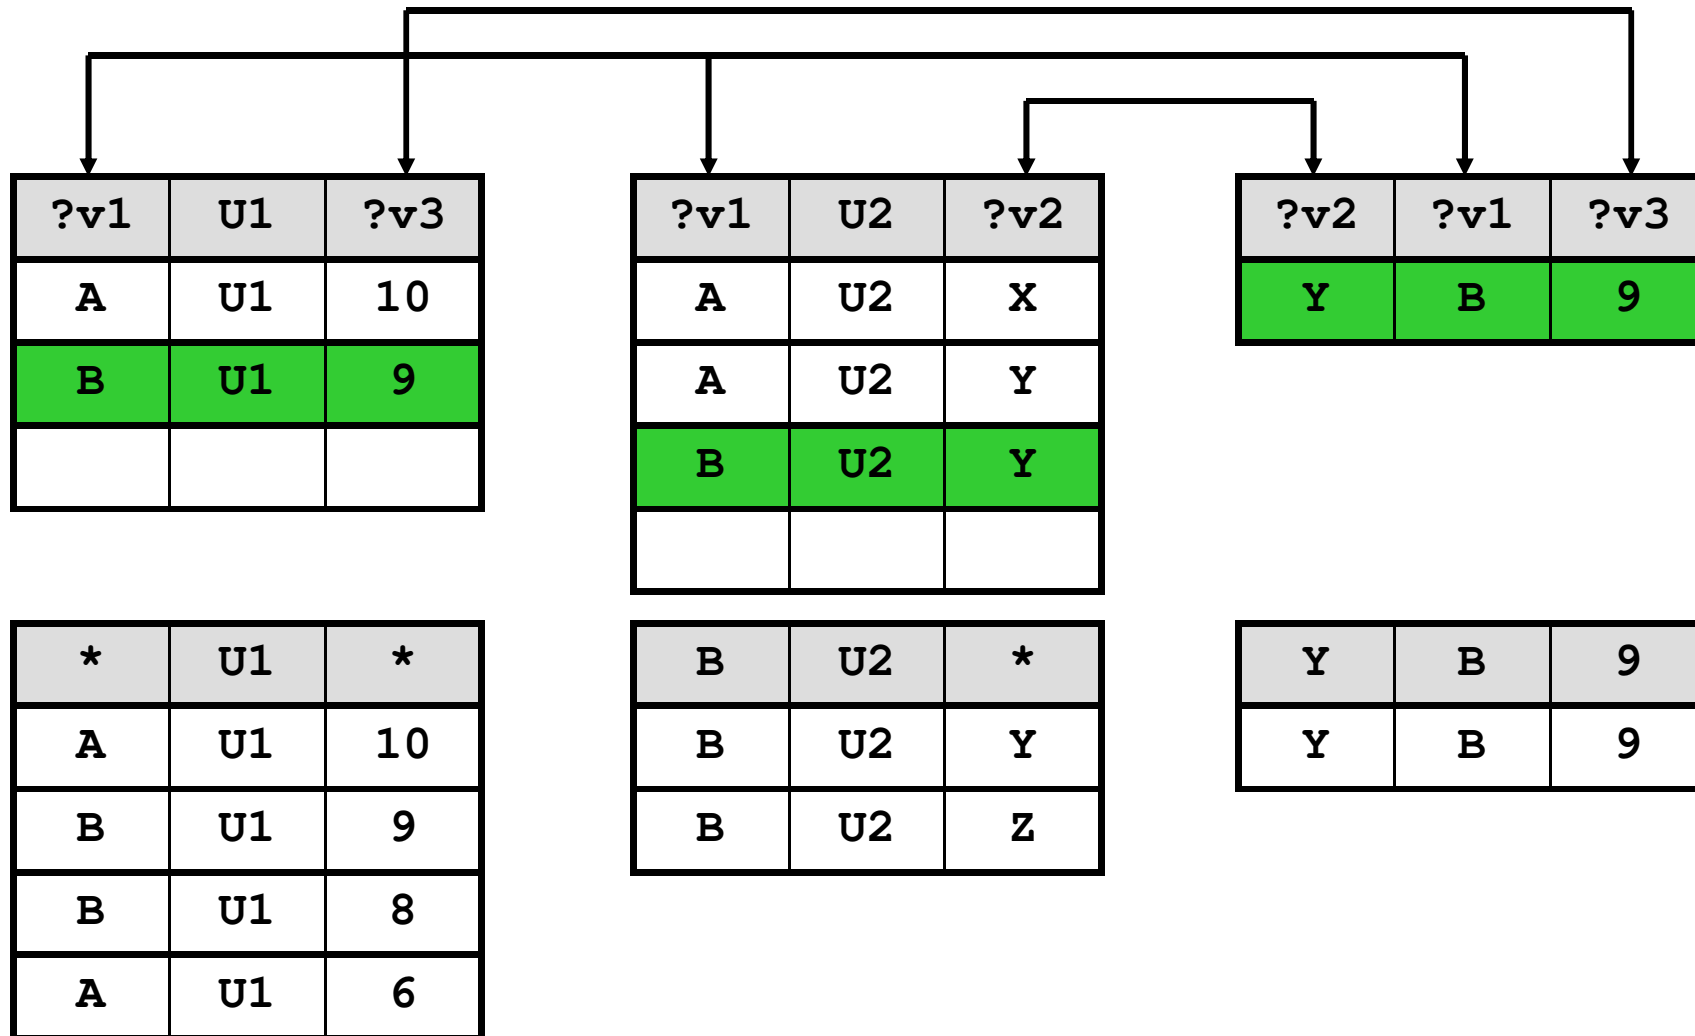 ?v1 U1 ?v3 ?v1 U2 ?v2 ?v2 ?v1 ?v3
A U1 10 A U2 X Y B 9
B U1 9 A U2 Y
B U2 Y
* U1 * B U2 * Y B 9
A U1 10 B U2 Y Y B 9
B U1 9 B U2 Z
B U1 8
A U1 6